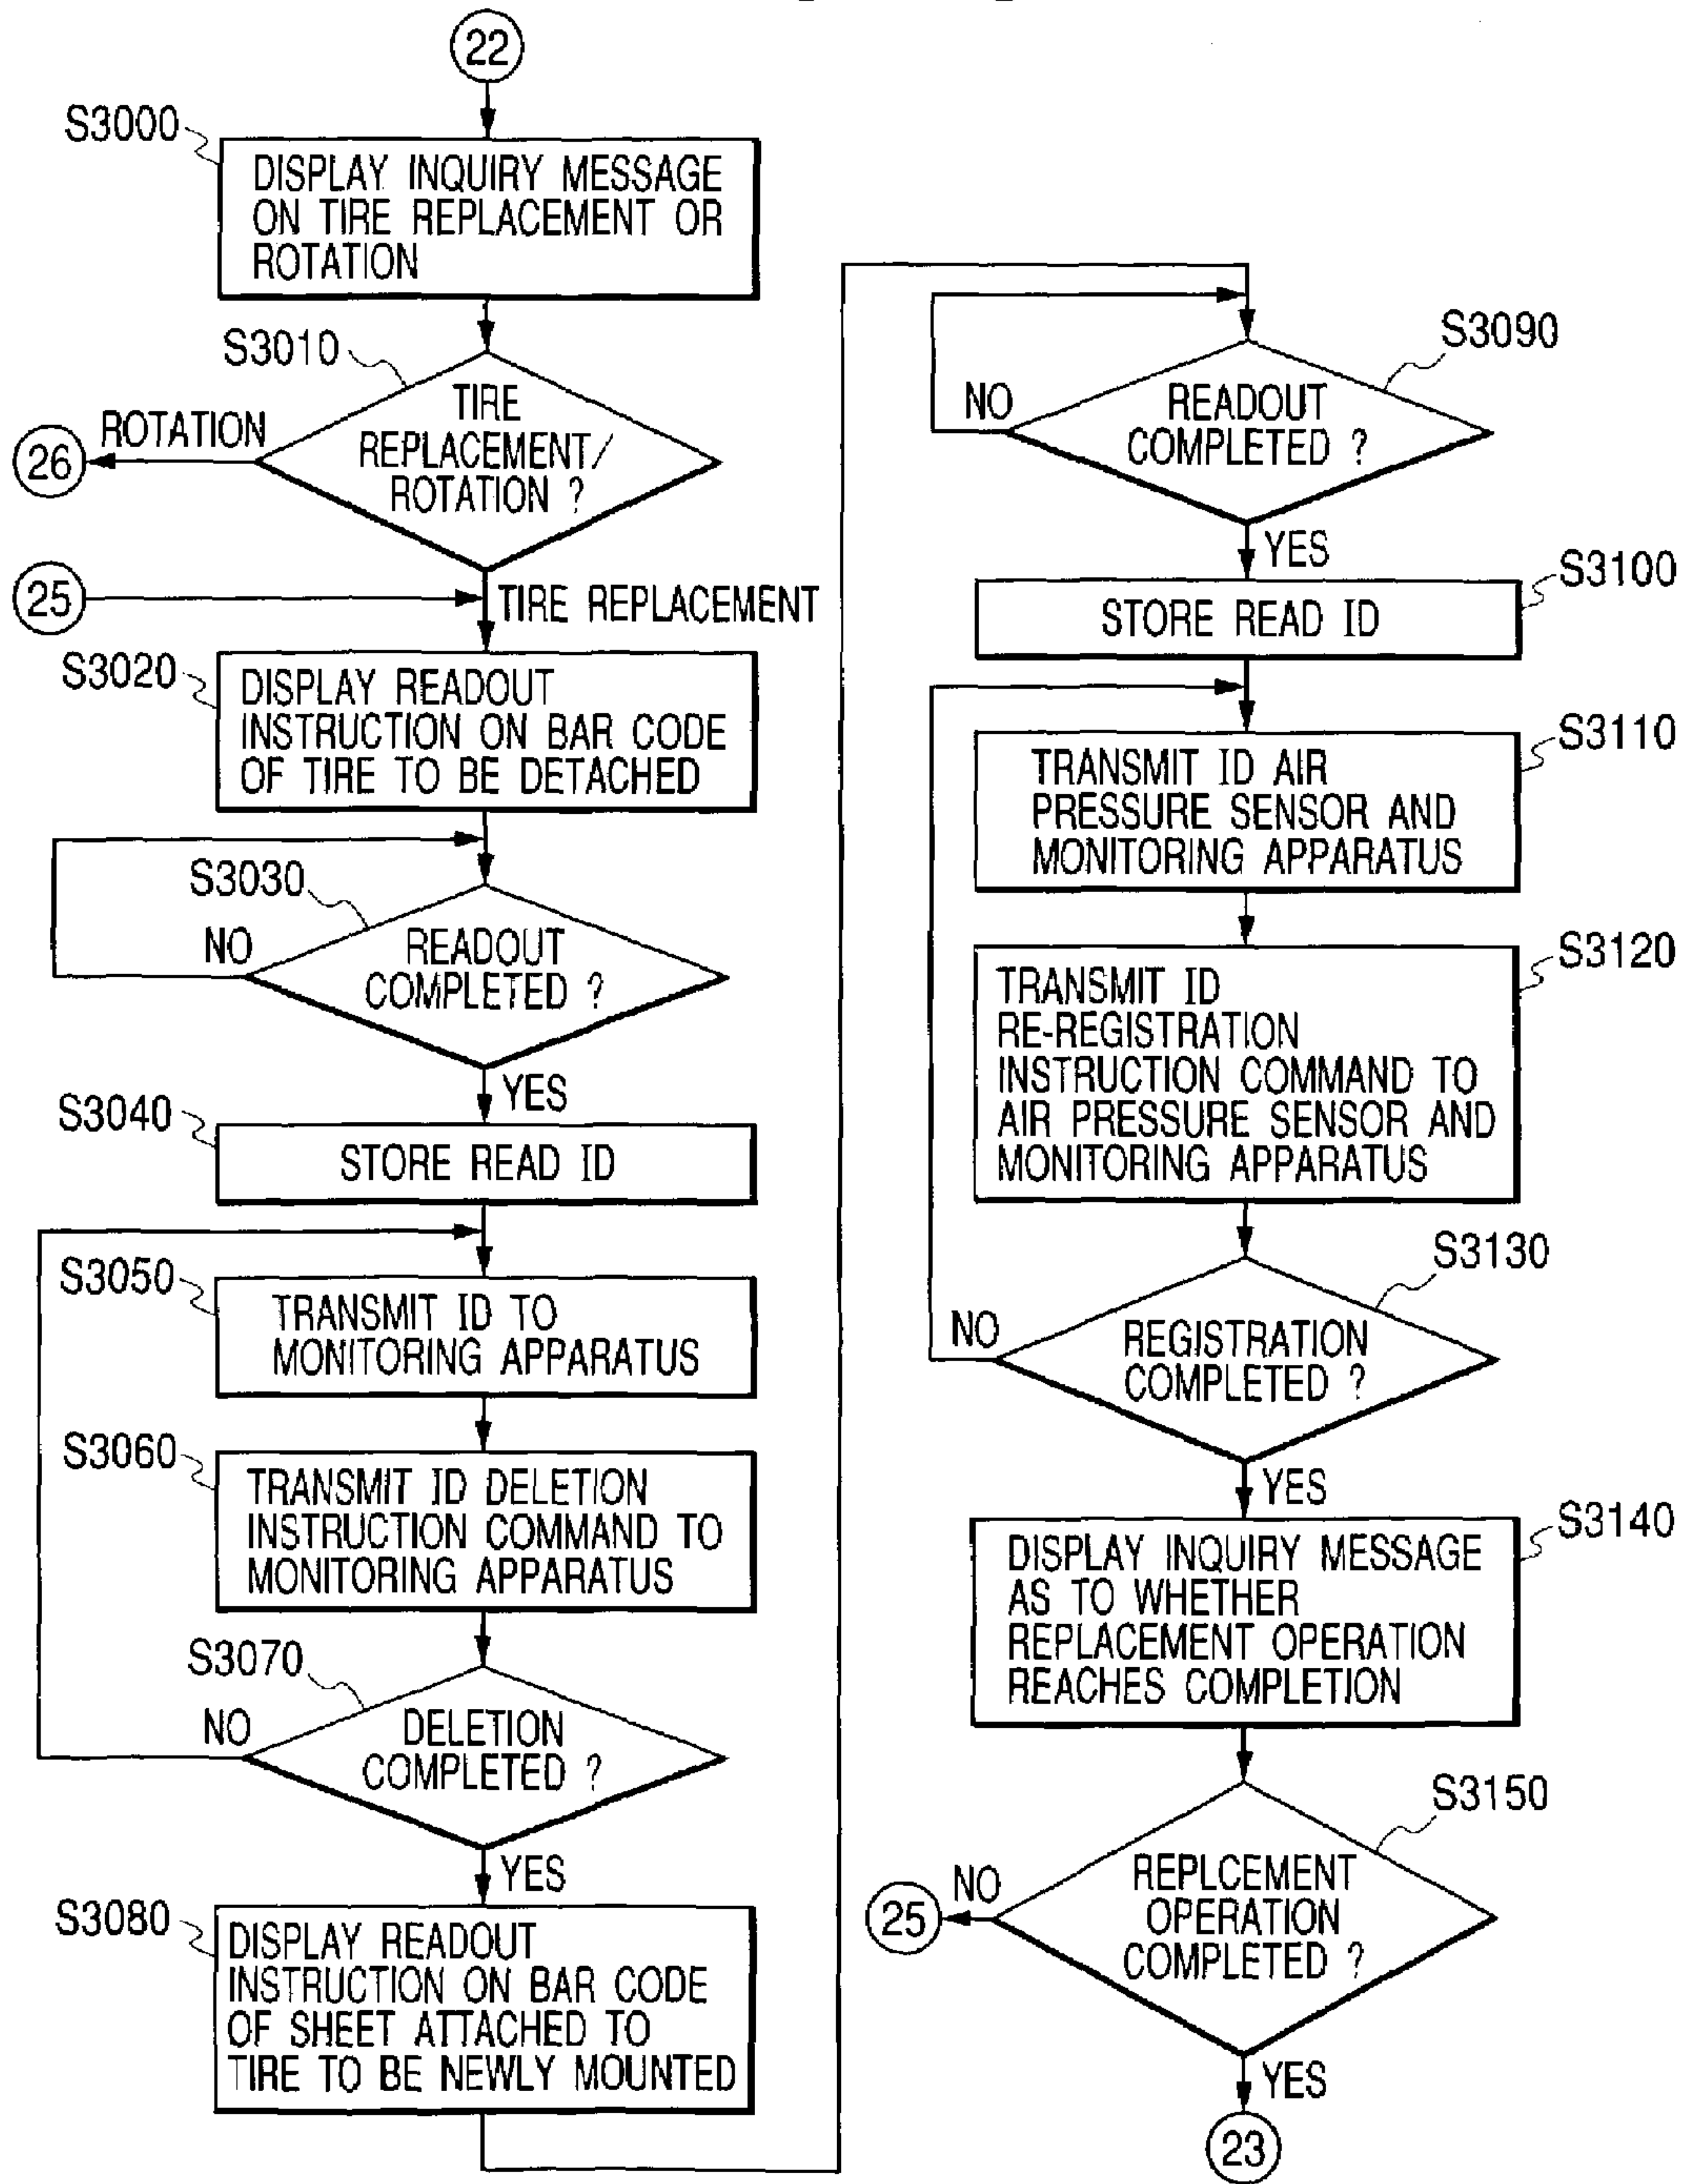 22
S3000
DISPLAY INQUIRY MESSAGE
ON TIRE REPLACEMENT OR
ROTATION
S3010
TIRE
REPLACEMENT/
ROTATION ?
ROTATION
26
25
TIRE REPLACEMENT
S3020
DISPLAY READOUT
INSTRUCTION ON BAR CODE
OF TIRE TO BE DETACHED
S3030
READOUT
COMPLETED ?
NO
YES
S3040
STORE READ ID
S3050
TRANSMIT ID TO
MONITORING APPARATUS
S3060
TRANSMIT ID DELETION
INSTRUCTION COMMAND TO
MONITORING APPARATUS
S3070
DELETION
COMPLETED ?
NO
YES
S3080
DISPLAY READOUT
INSTRUCTION ON BAR CODE
OF SHEET ATTACHED TO
TIRE TO BE NEWLY MOUNTED
S3090
READOUT
COMPLETED ?
NO
YES
S3100
STORE READ ID
S3110
TRANSMIT ID AIR
PRESSURE SENSOR AND
MONITORING APPARATUS
S3120
TRANSMIT ID
RE-REGISTRATION
INSTRUCTION COMMAND TO
AIR PRESSURE SENSOR AND
MONITORING APPARATUS
S3130
REGISTRATION
COMPLETED ?
NO
YES
S3140
DISPLAY INQUIRY MESSAGE
AS TO WHETHER
REPLACEMENT OPERATION
REACHES COMPLETION
S3150
REPLCEMENT
OPERATION
COMPLETED ?
NO
25
YES
23